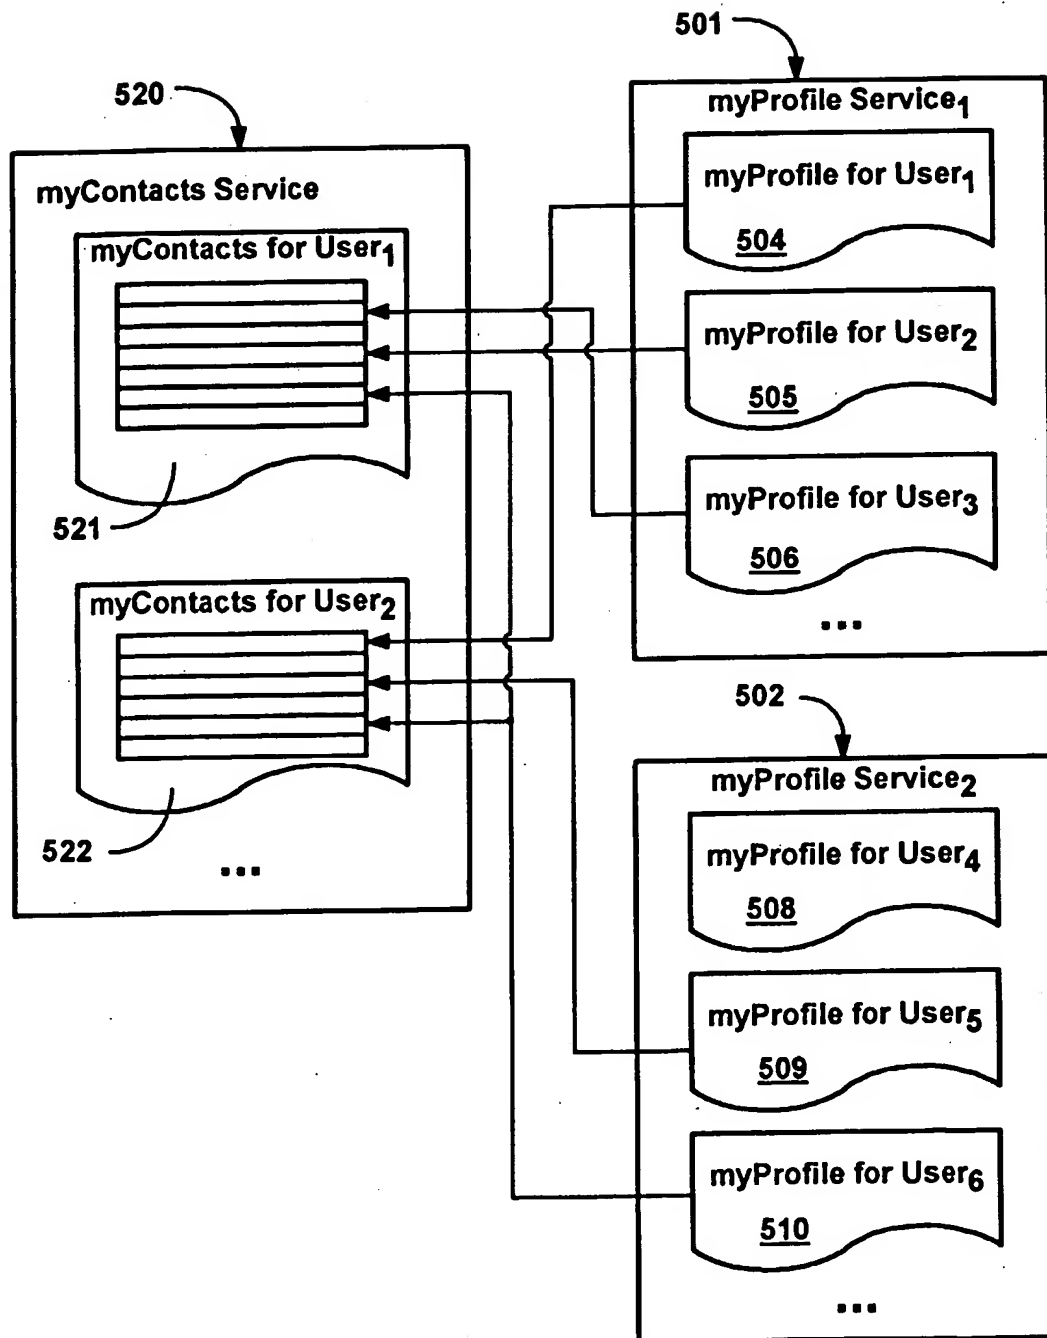 520
myContacts Service
myContacts for User1
521
myContacts for User2
522
...
501
myProfile Service1
myProfile for User1
504
myProfile for User2
505
myProfile for User3
506
...
502
myProfile Service2
myProfile for User4
508
myProfile for User5
509
myProfile for User6
510
...